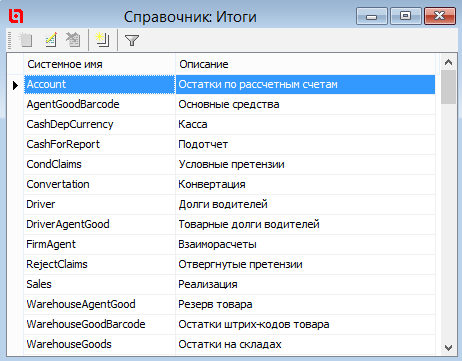 Справочник: Итоги
Системное имя Описание
Account Остатки по рассчетным счетам
AgentGoodBarcode Основные средства
CashDepCurrency Касса
CashForReport Подотчет
CondClaims Условные претензии
Convertation Конвертация
Driver Долги водителей
DriverAgentGood Товарные долги водителей
FirmAgent Взаиморасчеты
RejectClaims Отвергнутые претензии
Sales Реализация
WarehouseAgentGood Резерв товара
WarehouseGoodBarcode Остатки штрих-кодов товара
WarehouseGoods Остатки на складах